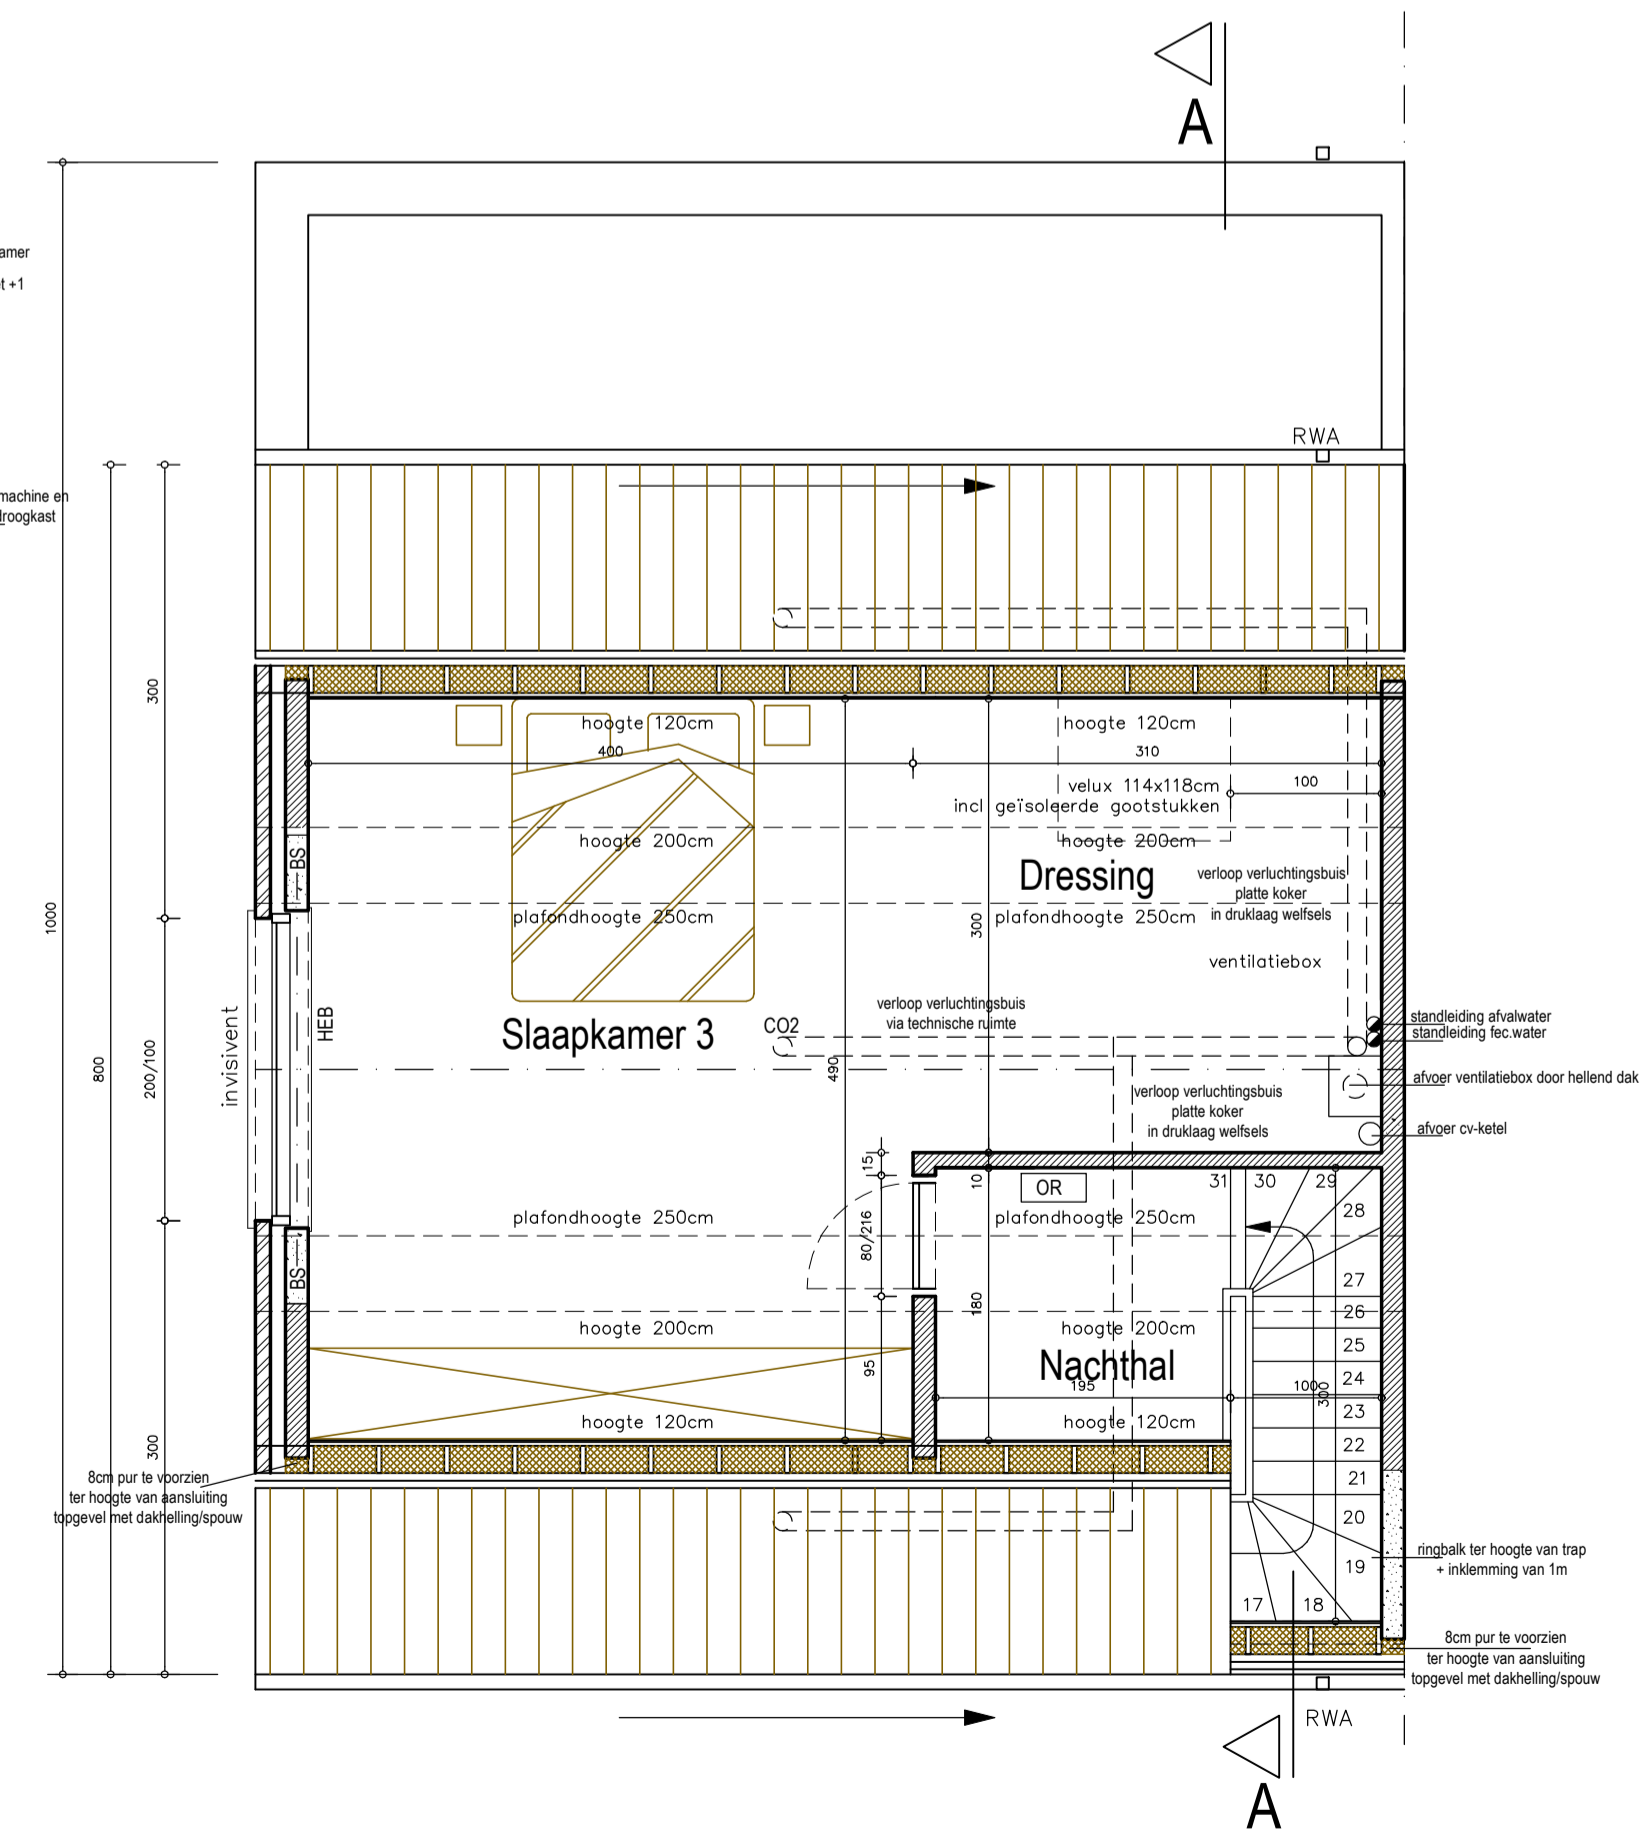 A
amer
t +1
RWA
machine en
lroogkast
300
hoogte 120cm
hoogte 120cm
400
310
velux 114x118cm
incl geïsoleerde gootstukken
100
hoogte 200cm
hoogte 200cm
BS
Dressing
verloop verluchtingsbuis
platte koker
in druklaag welfsels
1000
plafondhoogte 250cm
plafondhoogte 250cm
300
ventilatiebox
invisivent
HEB
Slaapkamer 3
CO2
verloop verluchtingsbuis
via technische ruimte
standleiding afvalwater
standleiding fec.water
800
200/100
490
afvoer ventilatiebox door hellend dak
verloop verluchtingsbuis
platte koker
in druklaag welfsels
afvoer cv-ketel
15
10
OR
31
30
29
28
80/216
plafondhoogte 250cm
plafondhoogte 250cm
BS
180
27
26
hoogte 200cm
hoogte 200cm
25
95
Nachthal
24
195
100
300
23
hoogte 120cm
hoogte 120cm
22
300
21
8cm pur te voorzien
ter hoogte van aansluiting
topgevel met dakhelling/spouw
20
19
ringbalk ter hoogte van trap
+ inklemming van 1m
17
18
8cm pur te voorzien
ter hoogte van aansluiting
topgevel met dakhelling/spouw
RWA
A